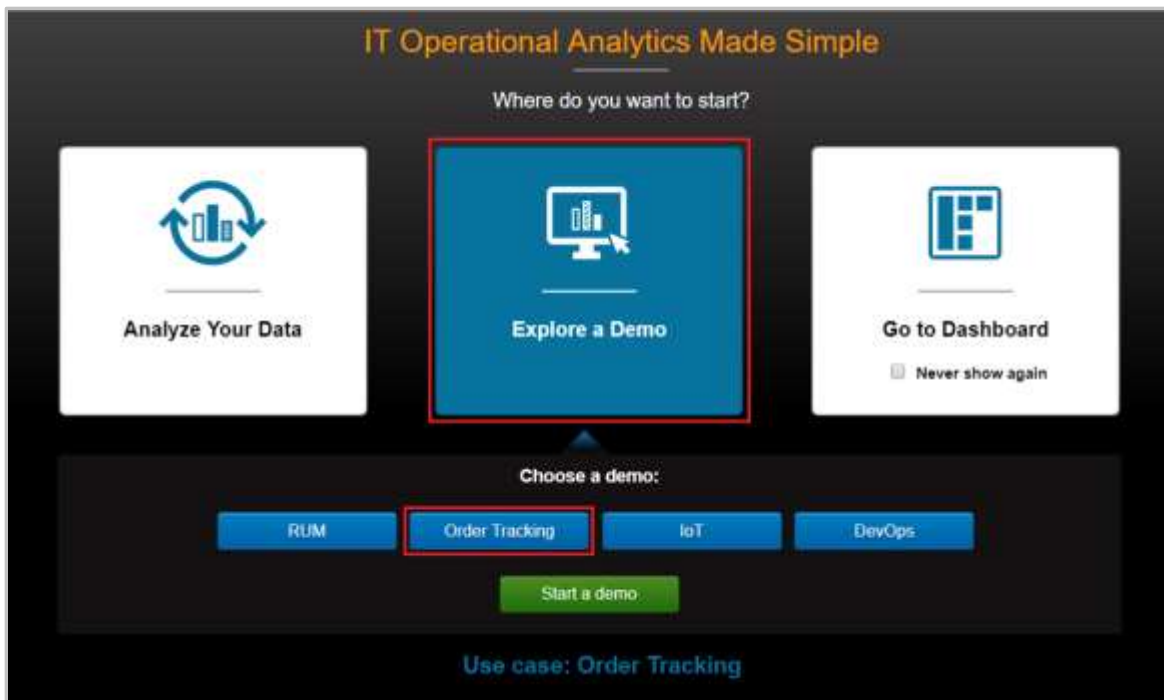 IT Operational Analytics Made Simple
Where do you want to start?
Analyze Your Data
Explore a Demo
Go to Dashboard
Never show again
Choose a demo:
RUM
Order Tracking
IoT
DevOps
Start a demo
Use case: Order Tracking